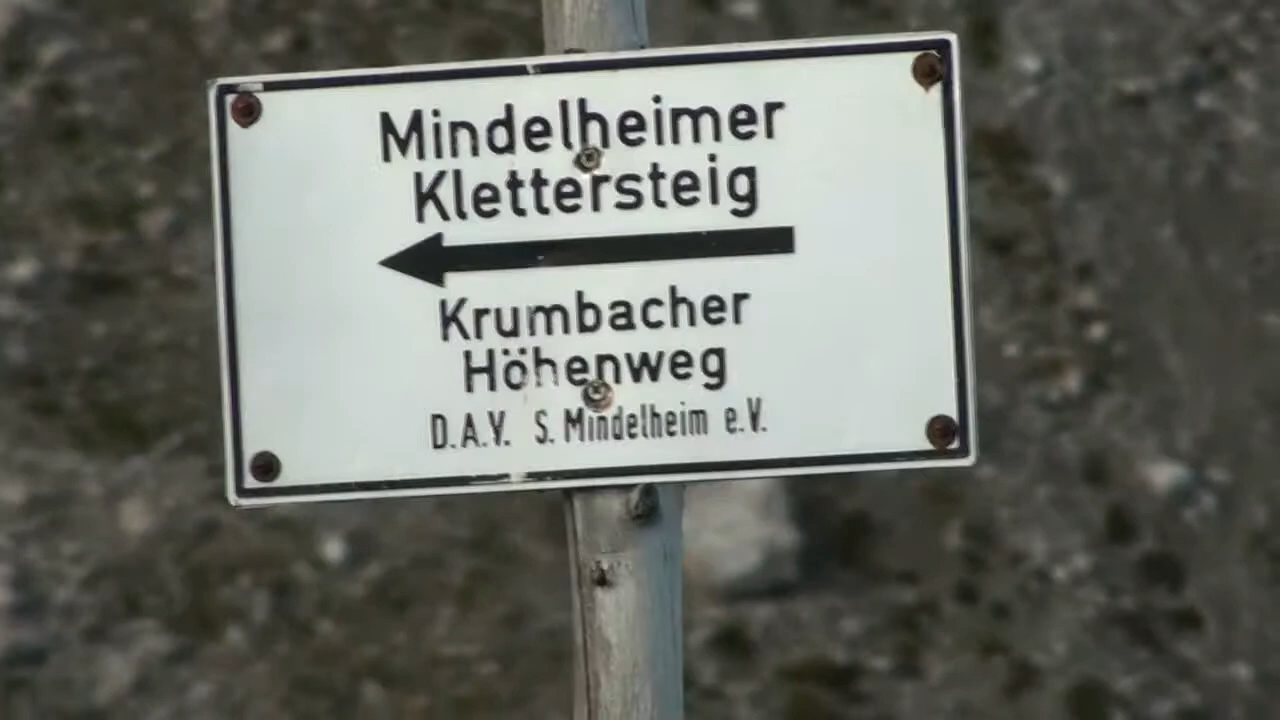 Mindelheimer
Klettersteig
Krumbacher
Höhenweg
D.A.V. S. Mindelheim e.V.